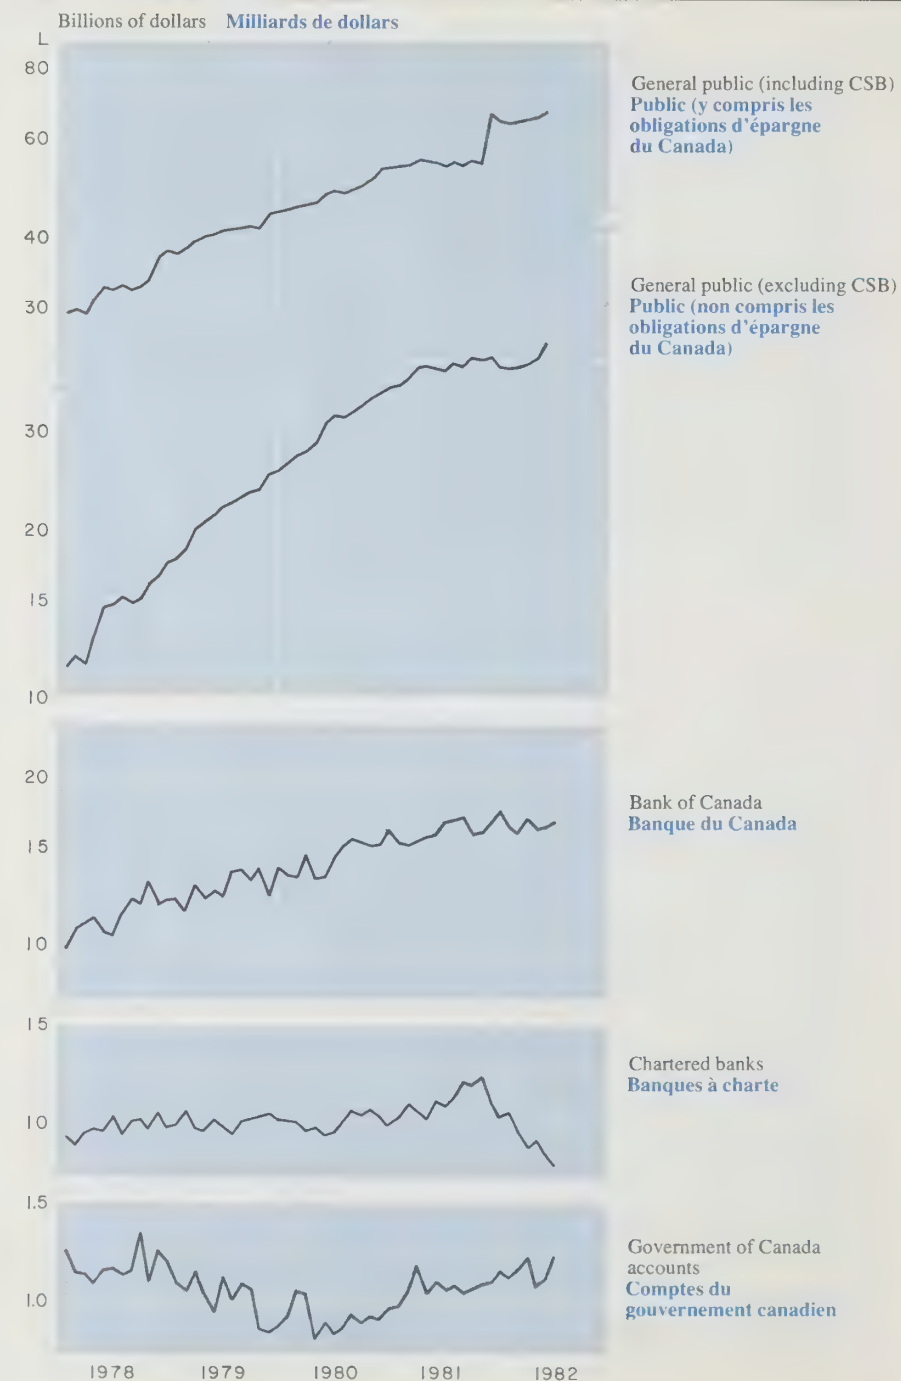 Billions of dollars Milliards de dollars
L
80
60
40
30
General public (including CSB)
Public (y compris les
obligations d'épargne
du Canada)
General public (excluding CSB)
Public (non compris les
obligations d'épargne
du Canada)
30
20
15
10
20
15
10
Bank of Canada
Banque du Canada
15
10
Chartered banks
Banques à charte
1.5
1.0
Government of Canada
accounts
Comptes du
gouvernement canadien
1978 1979 1980 1981 1982